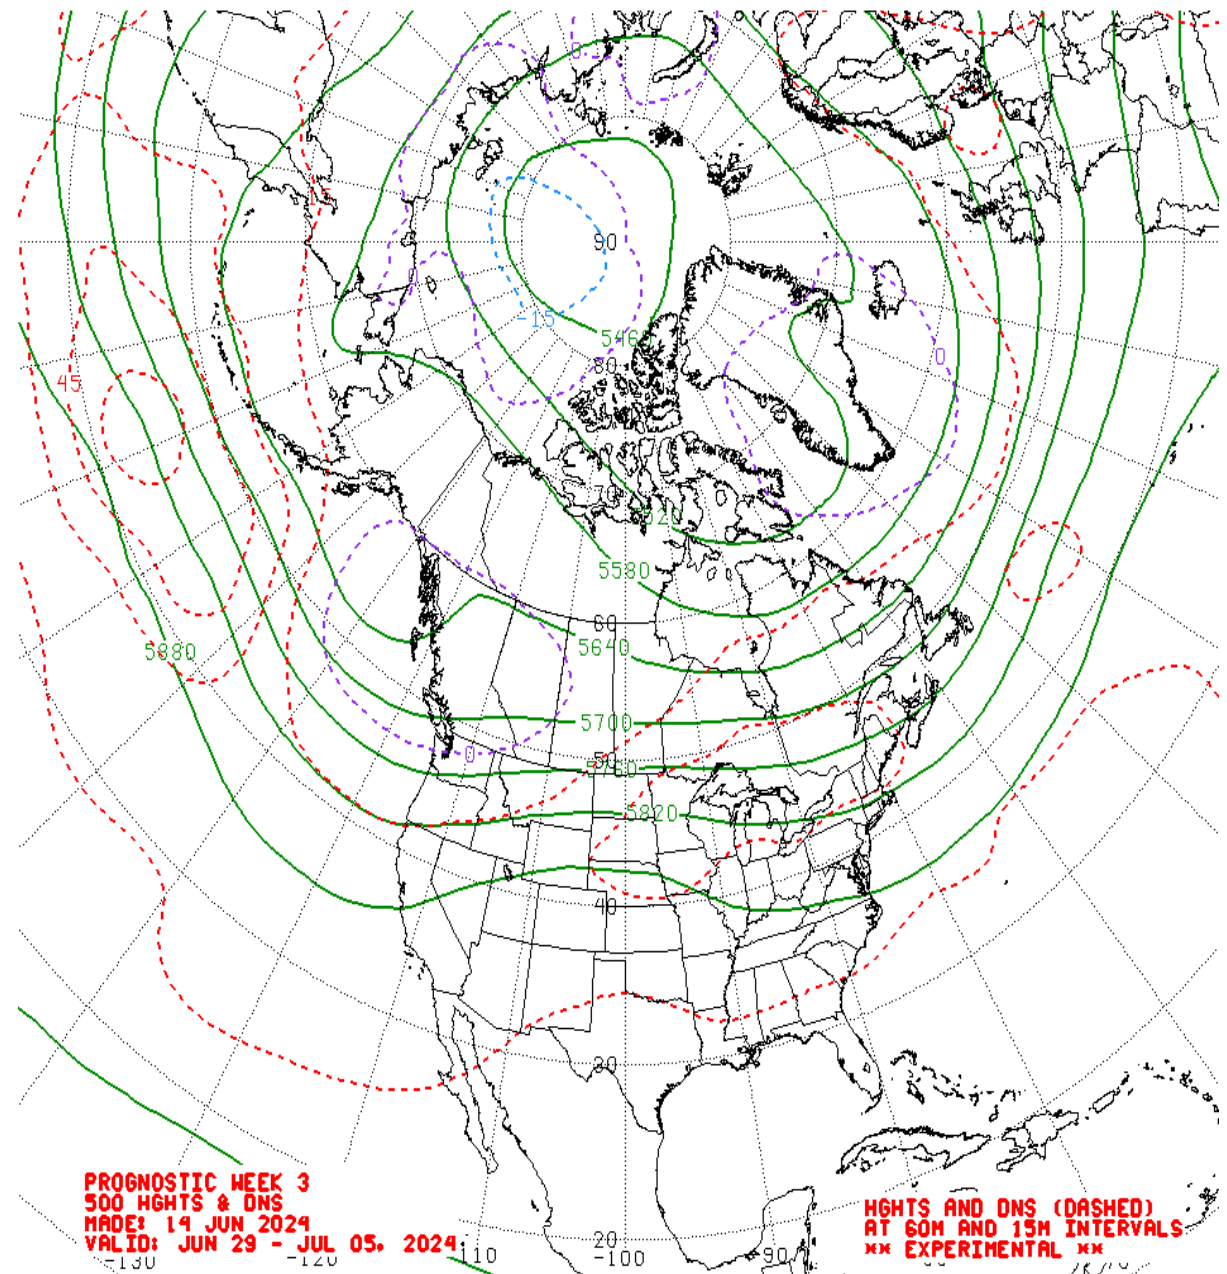 15
0
90
0
-15
5460
80
0
45
70
5520
5580
60
5640
5880
5700
0
50
5760
5820
40
30
PROGNOSTIC WEEK 3
500 HGHTS & DNS
MADE: 14 JUN 2024
VALID: JUN 29 - JUL 05, 2024
HGHTS AND DNS (DASHED)
AT 60M AND 15M INTERVALS
** EXPERIMENTAL **
20
-130 -120 -110 -100 -90